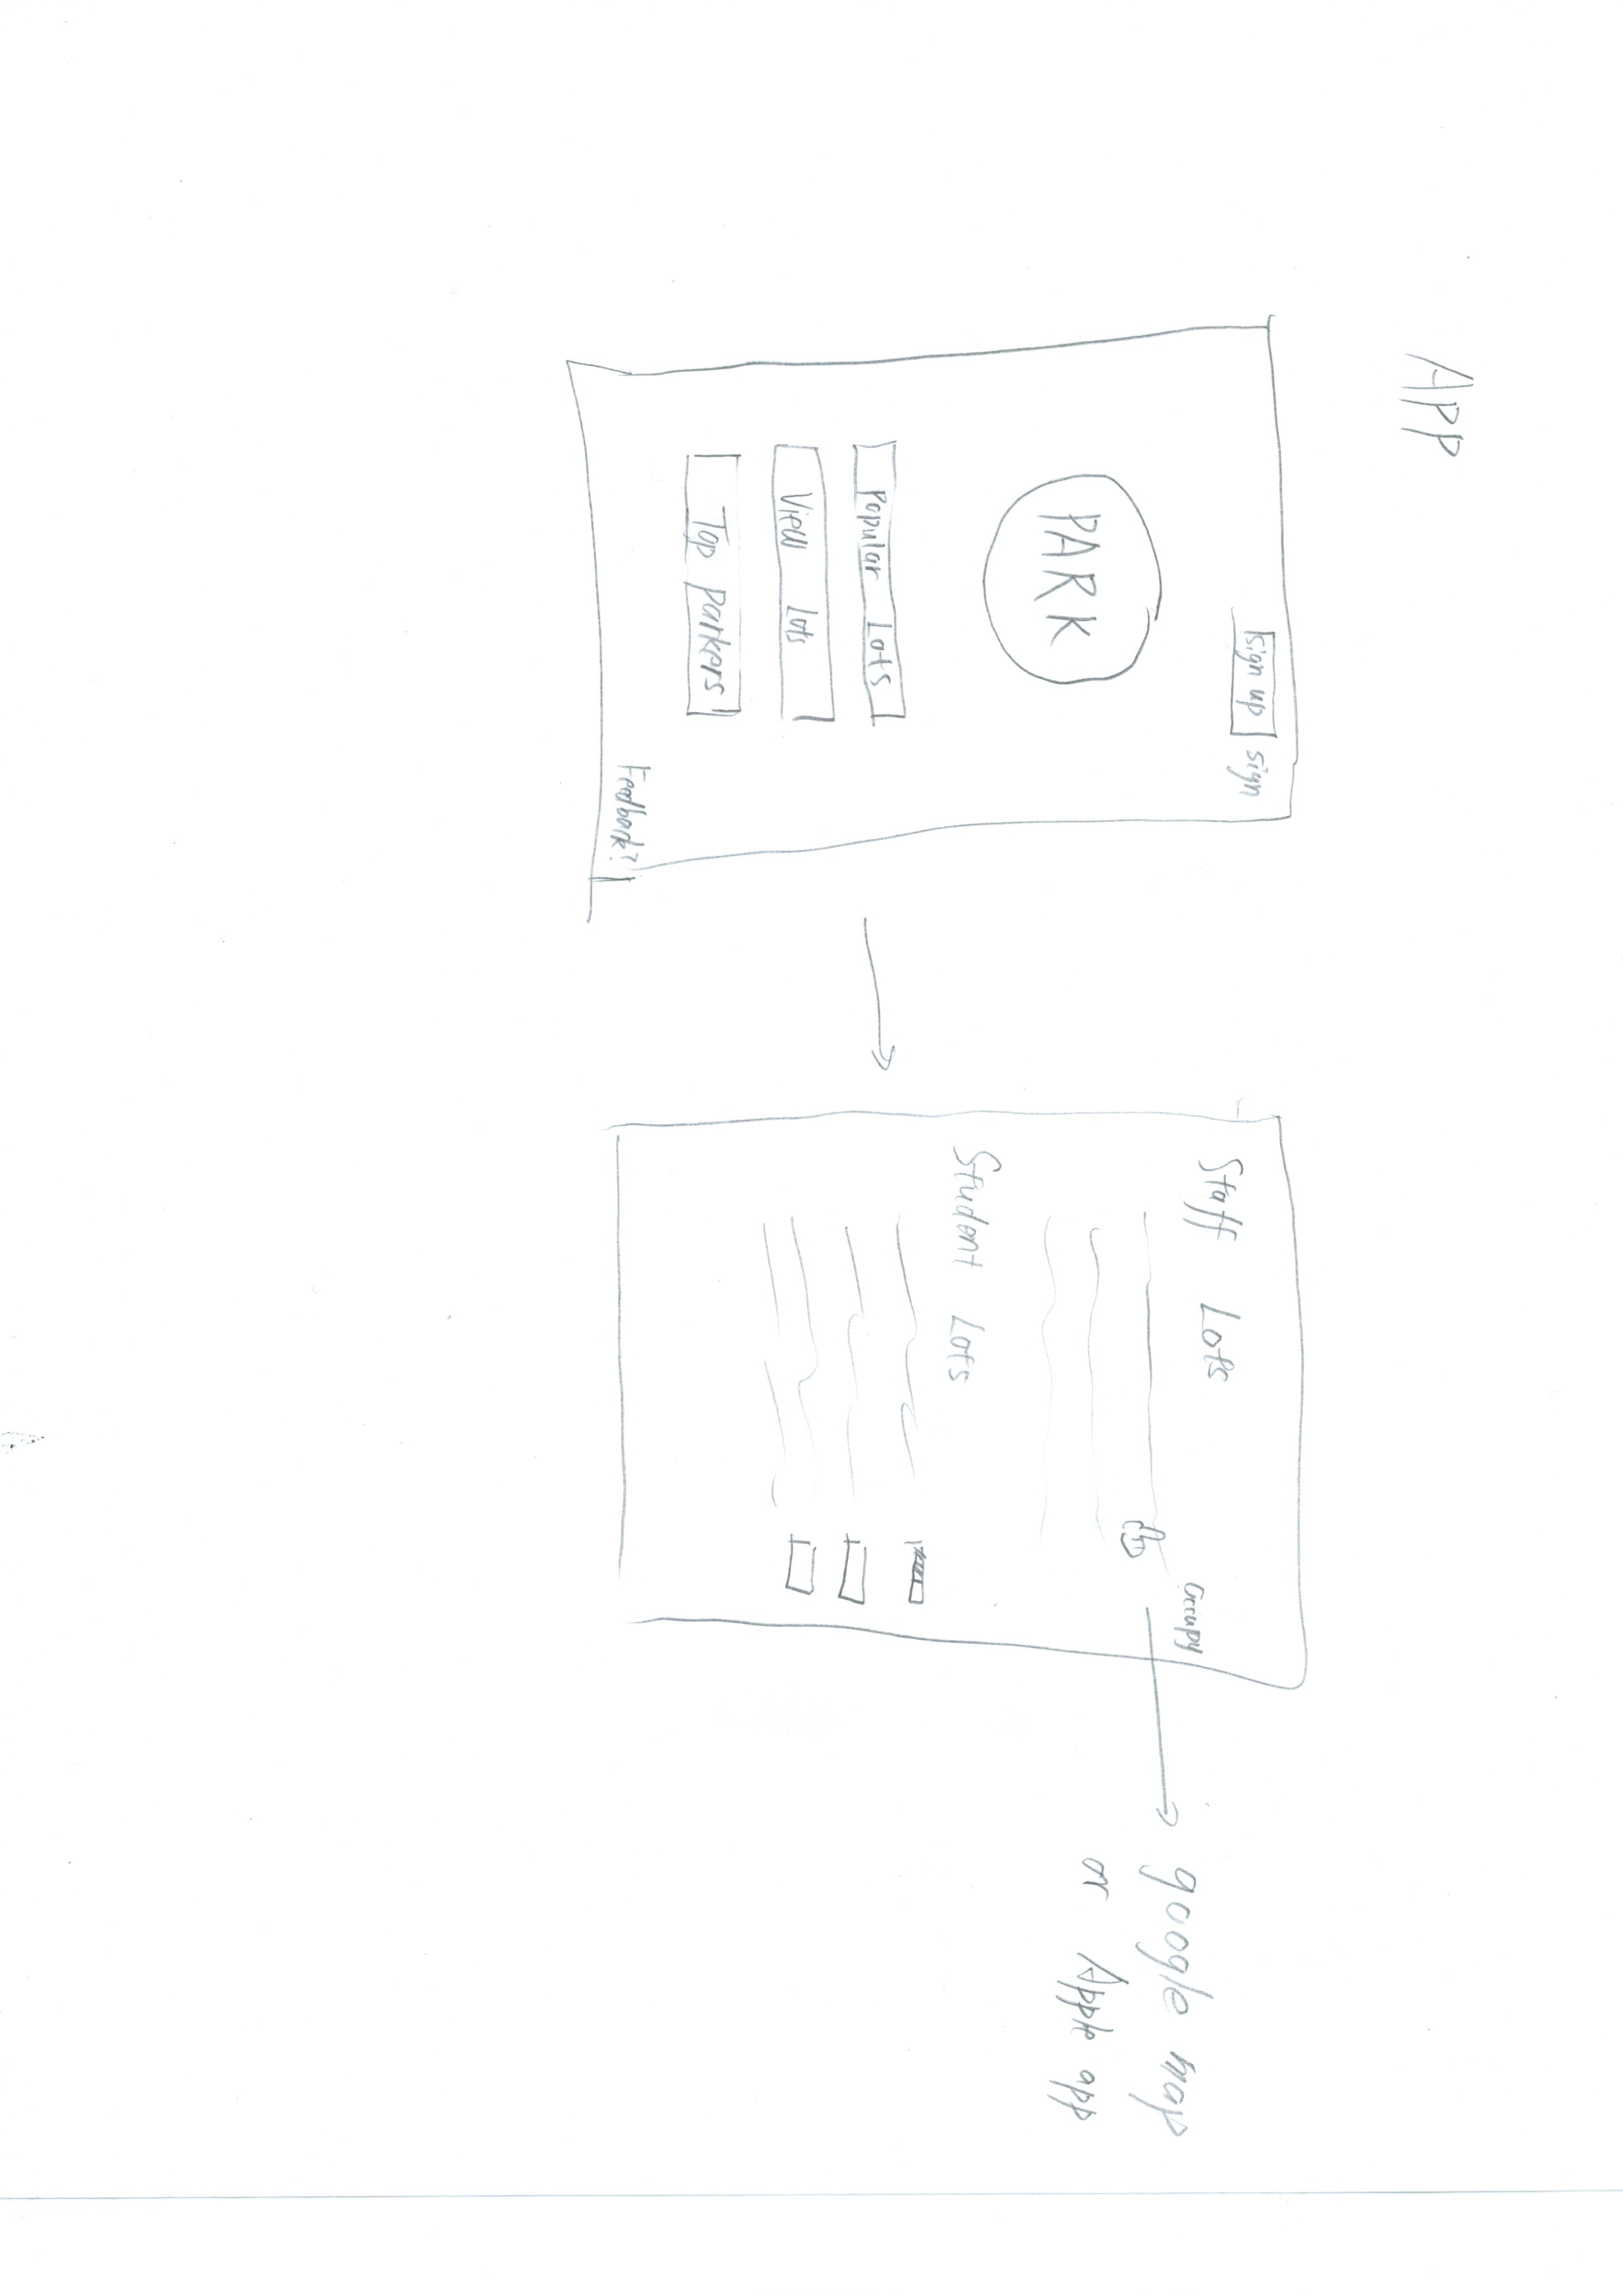 APP
Sign up Sign
PARK
Popular Lots
View Lots
Top Parkers
Feedback?
Staff Lots
Occupy
Student Lots
google map
or Apple app